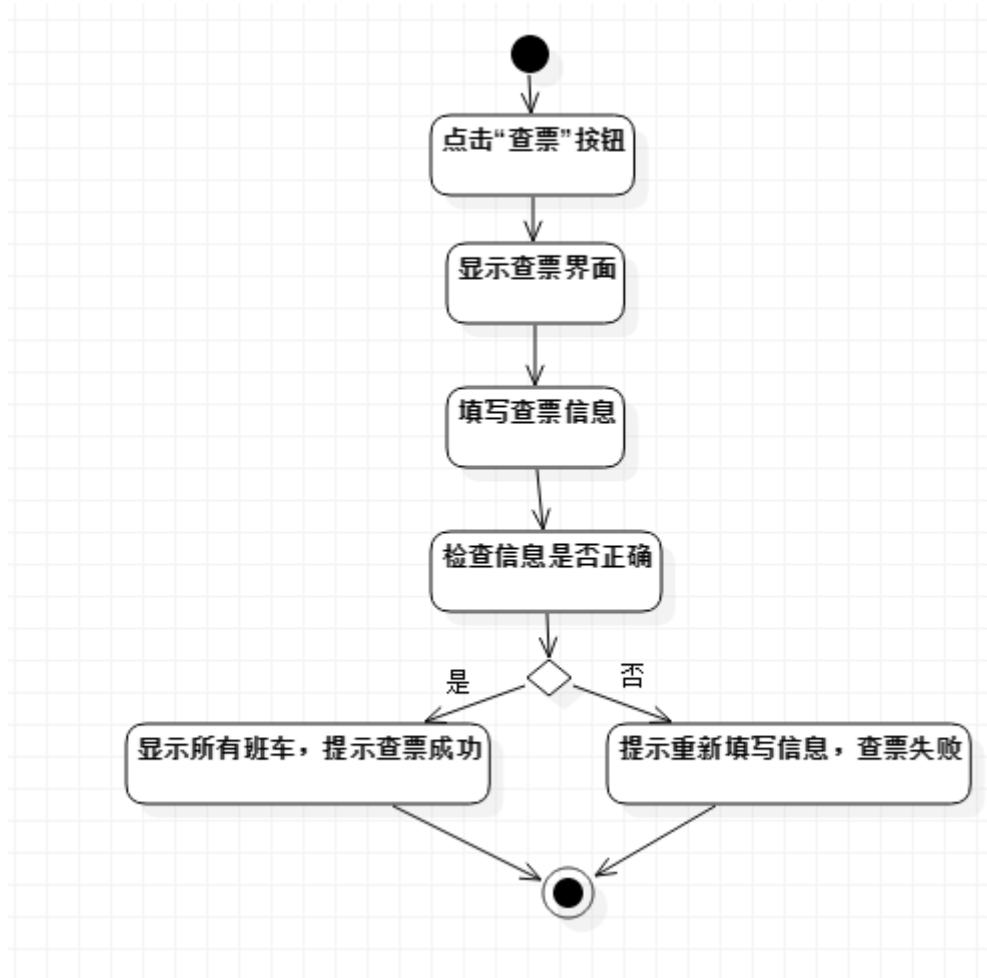 点击“查票”按钮
显示查票界面
填写查票信息
检查信息是否正确
是
否
显示所有班车，提示查票成功
提示重新填写信息，查票失败